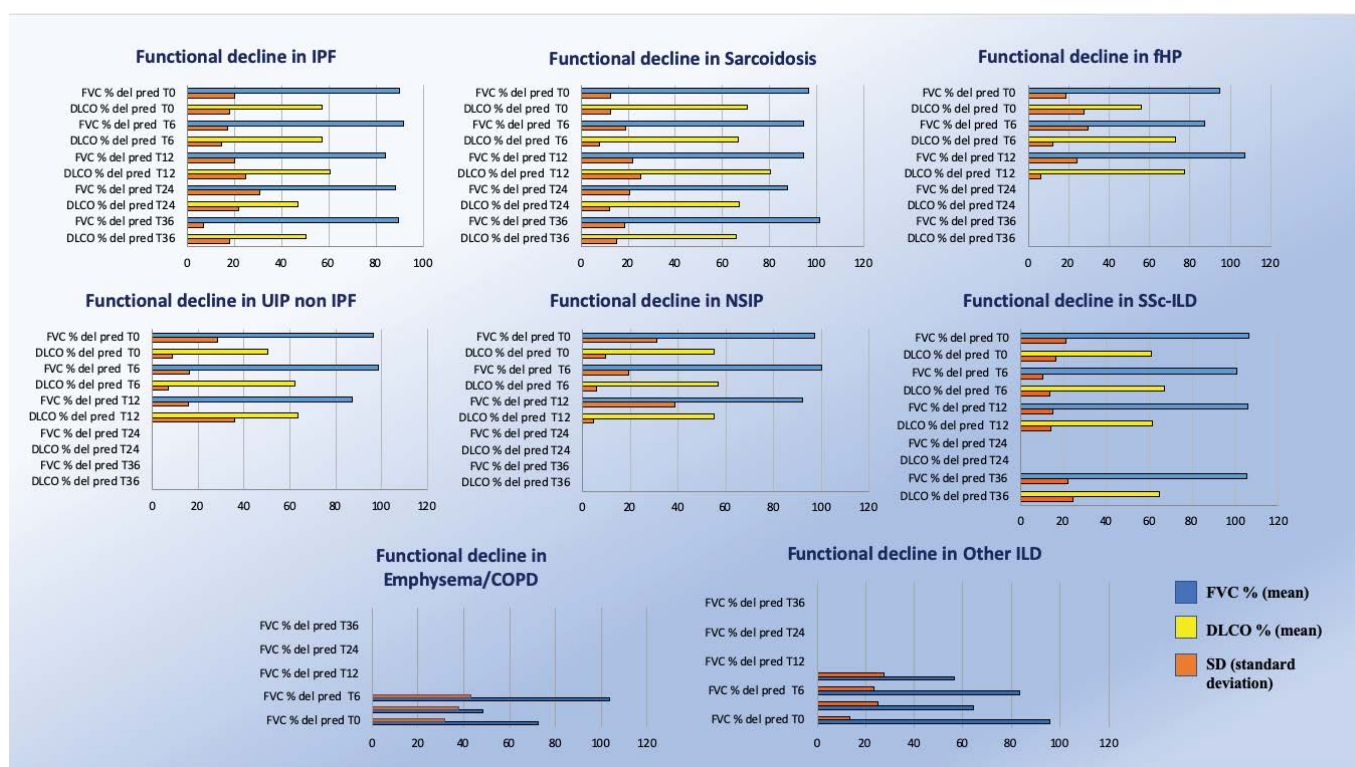 Functional decline in IPF
FVC % del pred T0
DLCO % del pred T0
FVC % del pred T6
DLCO % del pred T6
FVC % del pred T12
DLCO % del pred T12
FVC % del pred T24
DLCO % del pred T24
FVC % del pred T36
DLCO % del pred T36
0 20 40 60 80 100
Functional decline in Sarcoidosis
FVC % del pred T0
DLCO % del pred T0
FVC % del pred T6
DLCO % del pred T6
FVC % del pred T12
DLCO % del pred T12
FVC % del pred T24
DLCO % del pred T24
FVC % del pred T36
DLCO % del pred T36
0 20 40 60 80 100 120
Functional decline in fHP
FVC % del pred T0
DLCO % del pred T0
FVC % del pred T6
DLCO % del pred T6
FVC % del pred T12
DLCO % del pred T12
FVC % del pred T24
DLCO % del pred T24
FVC % del pred T36
DLCO % del pred T36
0 20 40 60 80 100 120
Functional decline in UIP non IPF
FVC % del pred T0
DLCO % del pred T0
FVC % del pred T6
DLCO % del pred T6
FVC % del pred T12
DLCO % del pred T12
FVC % del pred T24
DLCO % del pred T24
FVC % del pred T36
DLCO % del pred T36
0 20 40 60 80 100 120
Functional decline in NSIP
FVC % del pred T0
DLCO % del pred T0
FVC % del pred T6
DLCO % del pred T6
FVC % del pred T12
DLCO % del pred T12
FVC % del pred T24
DLCO % del pred T24
FVC % del pred T36
DLCO % del pred T36
0 20 40 60 80 100 120
Functional decline in SSc-ILD
FVC % del pred T0
DLCO % del pred T0
FVC % del pred T6
DLCO % del pred T6
FVC % del pred T12
DLCO % del pred T12
FVC % del pred T24
DLCO % del pred T24
FVC % del pred T36
DLCO % del pred T36
0 20 40 60 80 100 120
Functional decline in
Emphysema/COPD
FVC % del pred T36
FVC % del pred T24
FVC % del pred T12
FVC % del pred T6
FVC % del pred T0
0 20 40 60 80 100 120
Functional decline in Other ILD
FVC % del pred T36
FVC % del pred T24
FVC % del pred T12
FVC % del pred T6
FVC % del pred T0
0 20 40 60 80 100 120
FVC % (mean)
DLCO % (mean)
SD (standard
deviation)